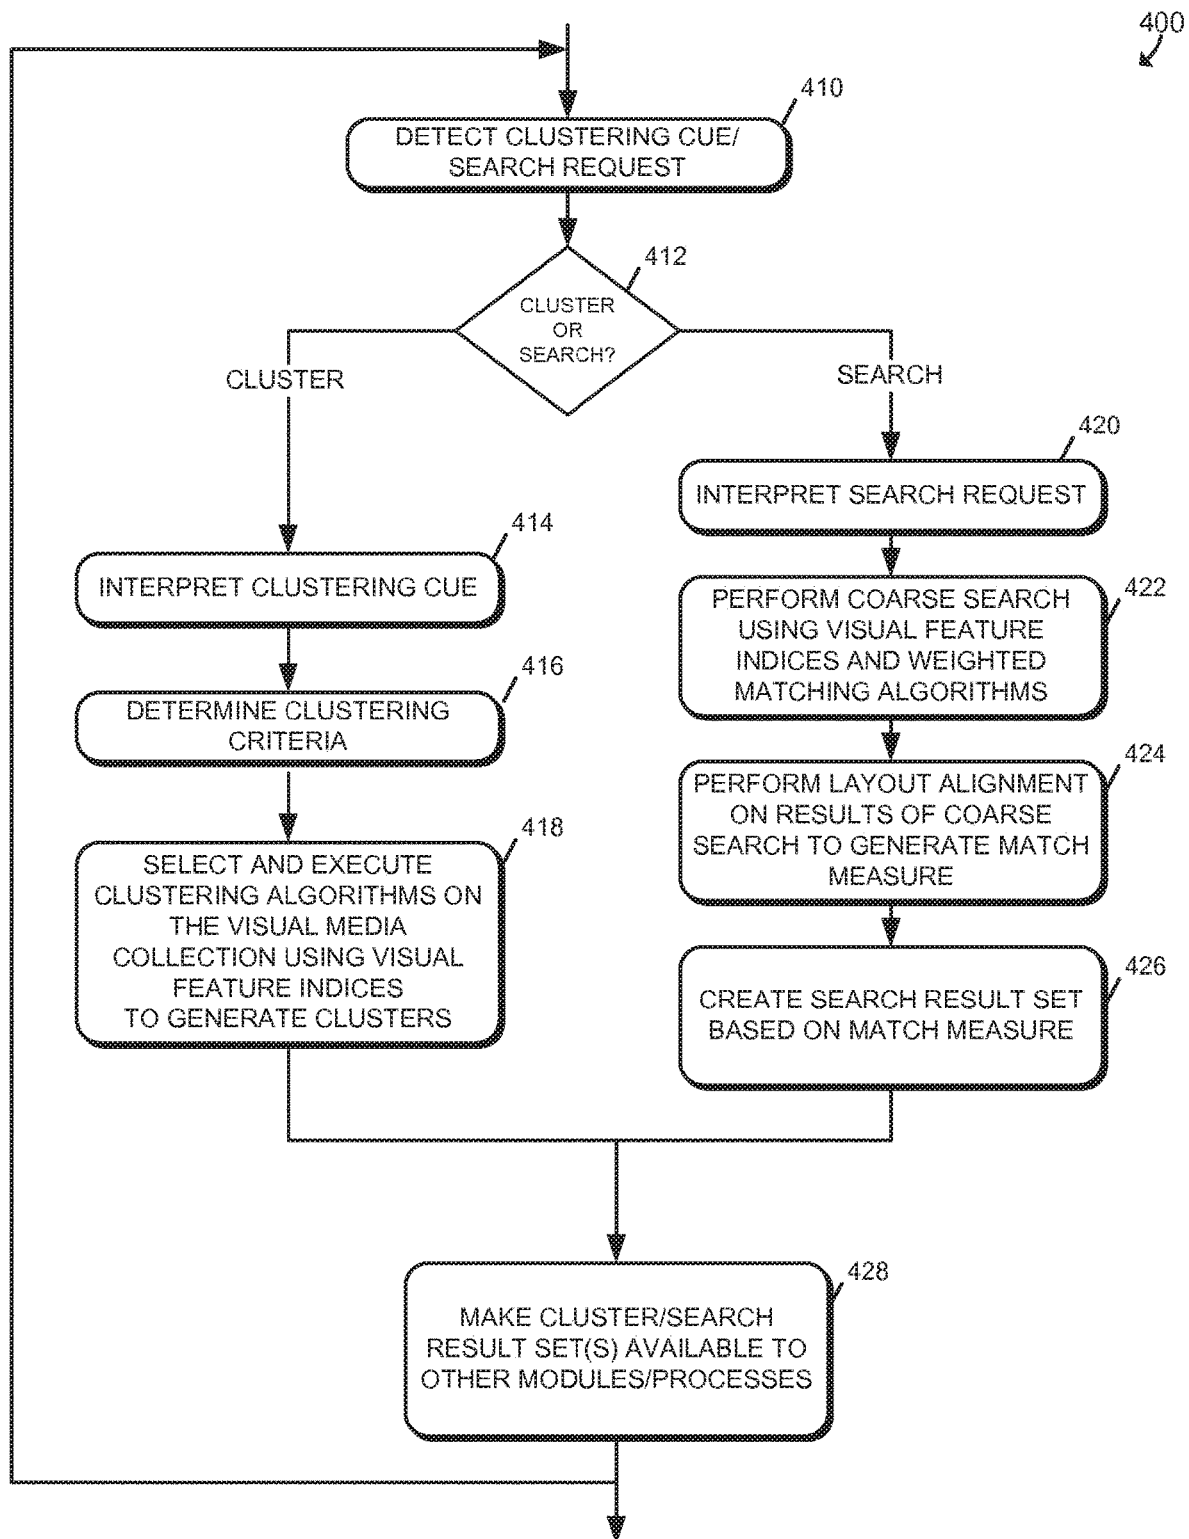 400
410
DETECT CLUSTERING CUE/
SEARCH REQUEST
412
CLUSTER
OR
SEARCH?
CLUSTER
SEARCH
420
INTERPRET SEARCH REQUEST
414
INTERPRET CLUSTERING CUE
422
PERFORM COARSE SEARCH
USING VISUAL FEATURE
INDICES AND WEIGHTED
MATCHING ALGORITHMS
416
DETERMINE CLUSTERING
CRITERIA
424
PERFORM LAYOUT ALIGNMENT
ON RESULTS OF COARSE
SEARCH TO GENERATE MATCH
MEASURE
418
SELECT AND EXECUTE
CLUSTERING ALGORITHMS ON
THE VISUAL MEDIA
COLLECTION USING VISUAL
FEATURE INDICES
TO GENERATE CLUSTERS
426
CREATE SEARCH RESULT SET
BASED ON MATCH MEASURE
428
MAKE CLUSTER/SEARCH
RESULT SET(S) AVAILABLE TO
OTHER MODULES/PROCESSES